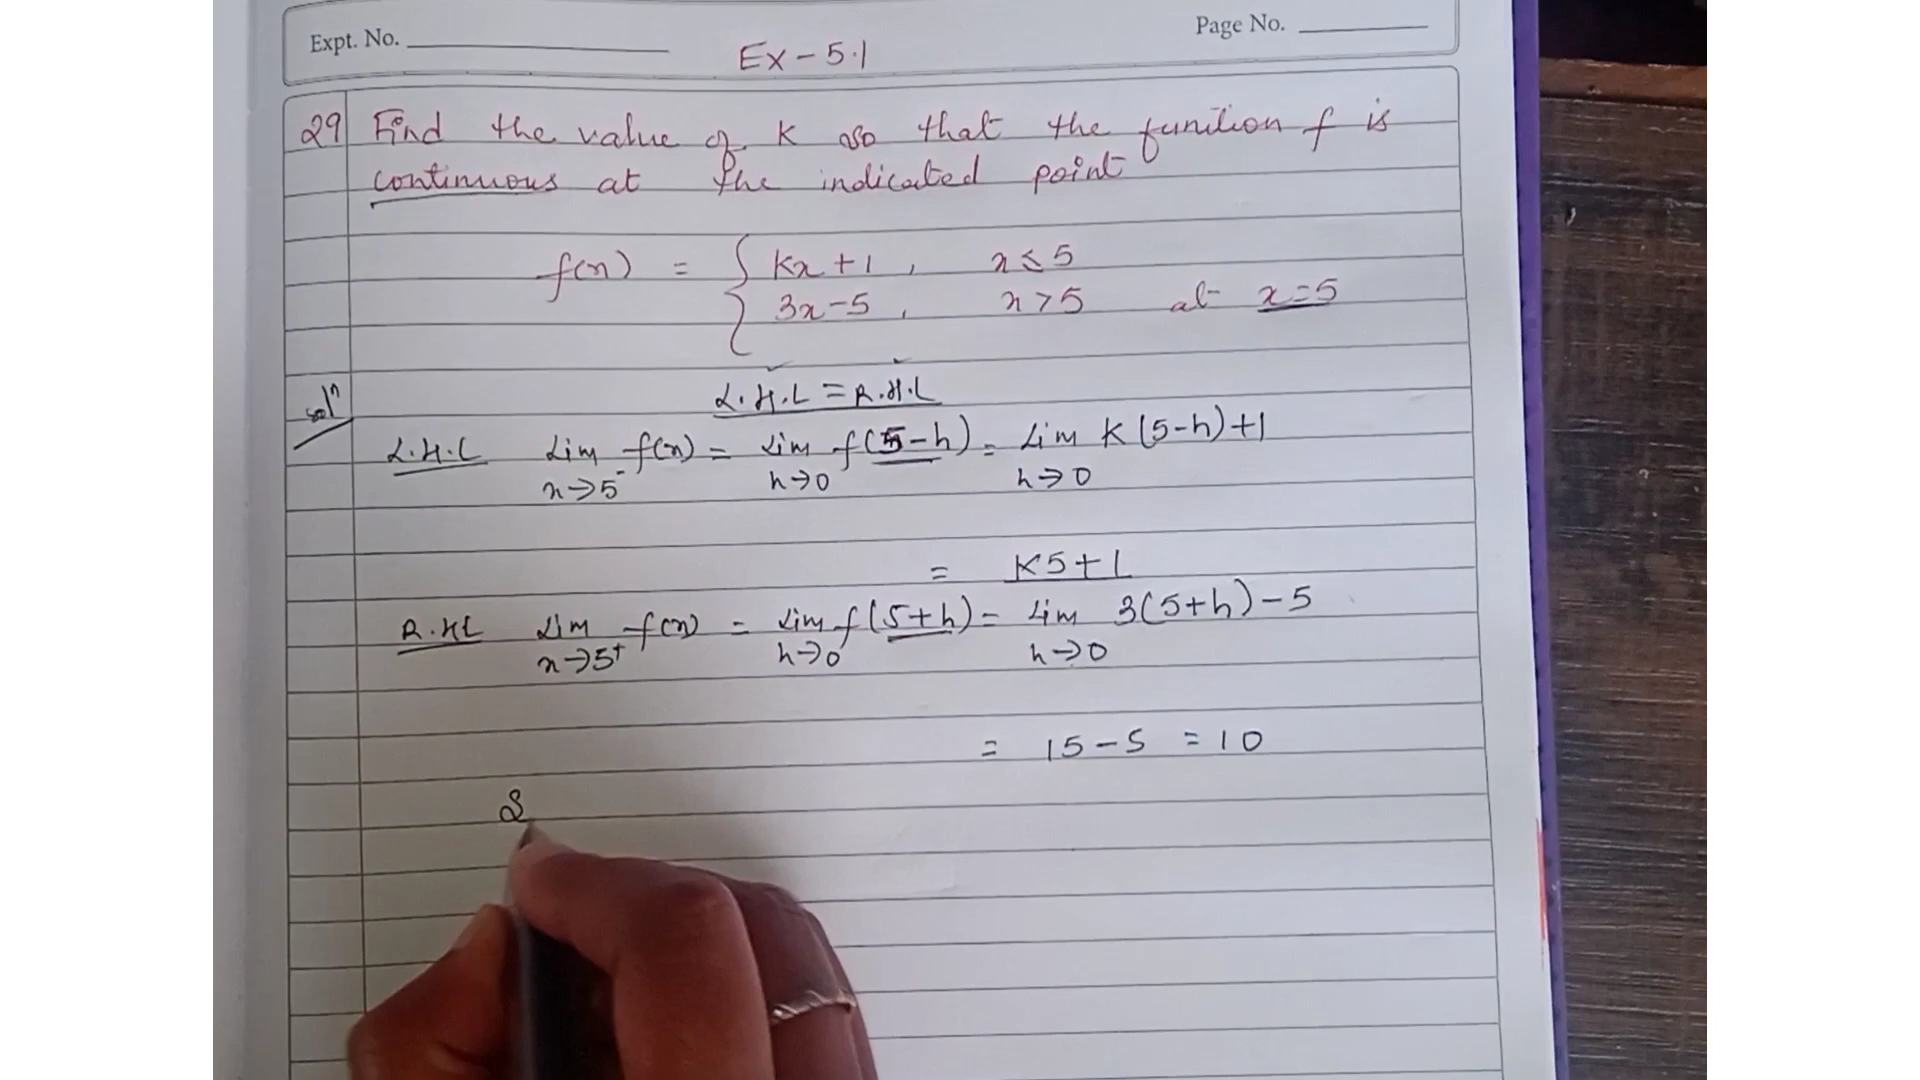 Expt. No.
Page No.
Ex - 5.1
29 Find the value of K so that the function f is
continuous at the indicated point
f(x) = { Kx + 1 , x ≤ 5
3x - 5 , x > 5 at x = 5
solⁿ
L.H.L = R.H.L
L.H.L Lim f(x) = Lim f(5-h) = Lim K(5-h)+1
x→5⁻ h→0 h→0
= K5+1
R.HL Lim f(x) = Lim f(5+h) = Lim 3(5+h)-5
x→5⁺ h→0 h→0
= 15-5 = 10
S